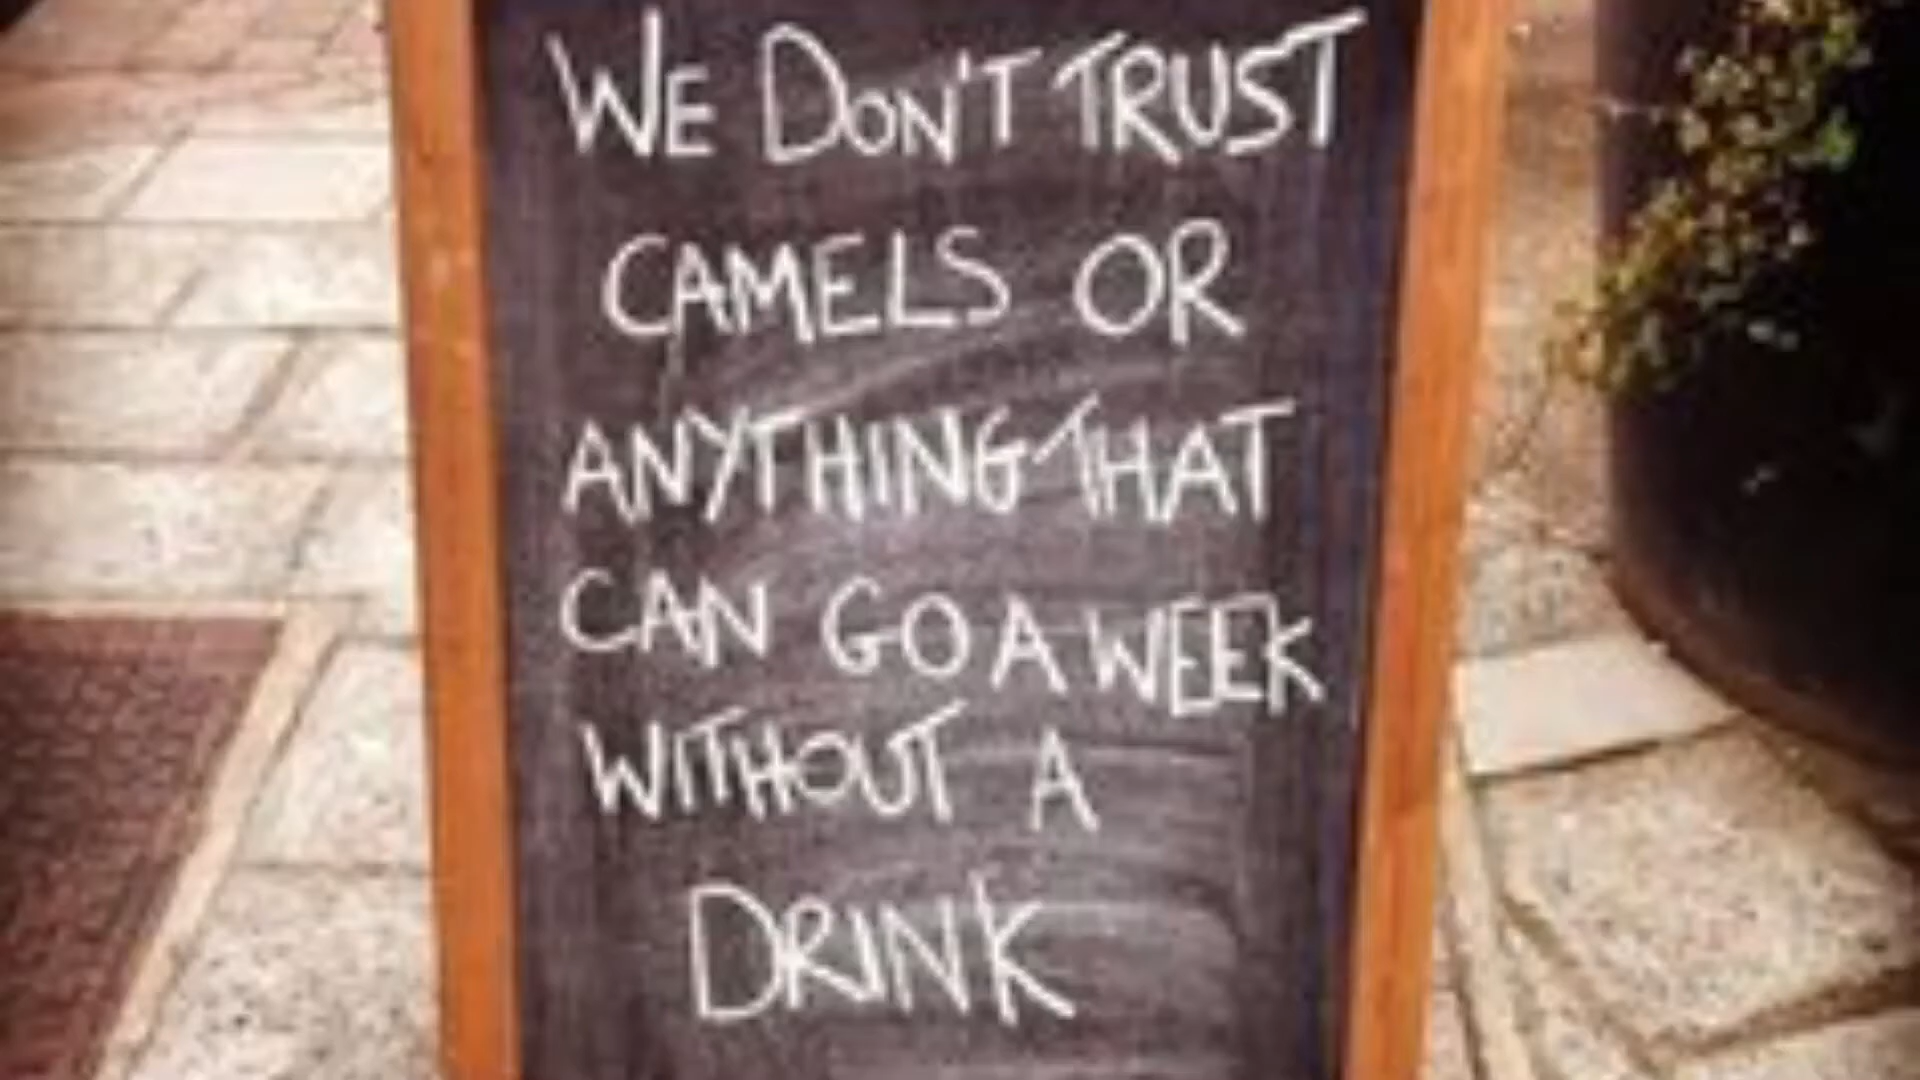 WE DON'T TRUST
CAMELS OR
ANYTHING THAT
CAN GO A WEEK
WITHOUT A
DRINK